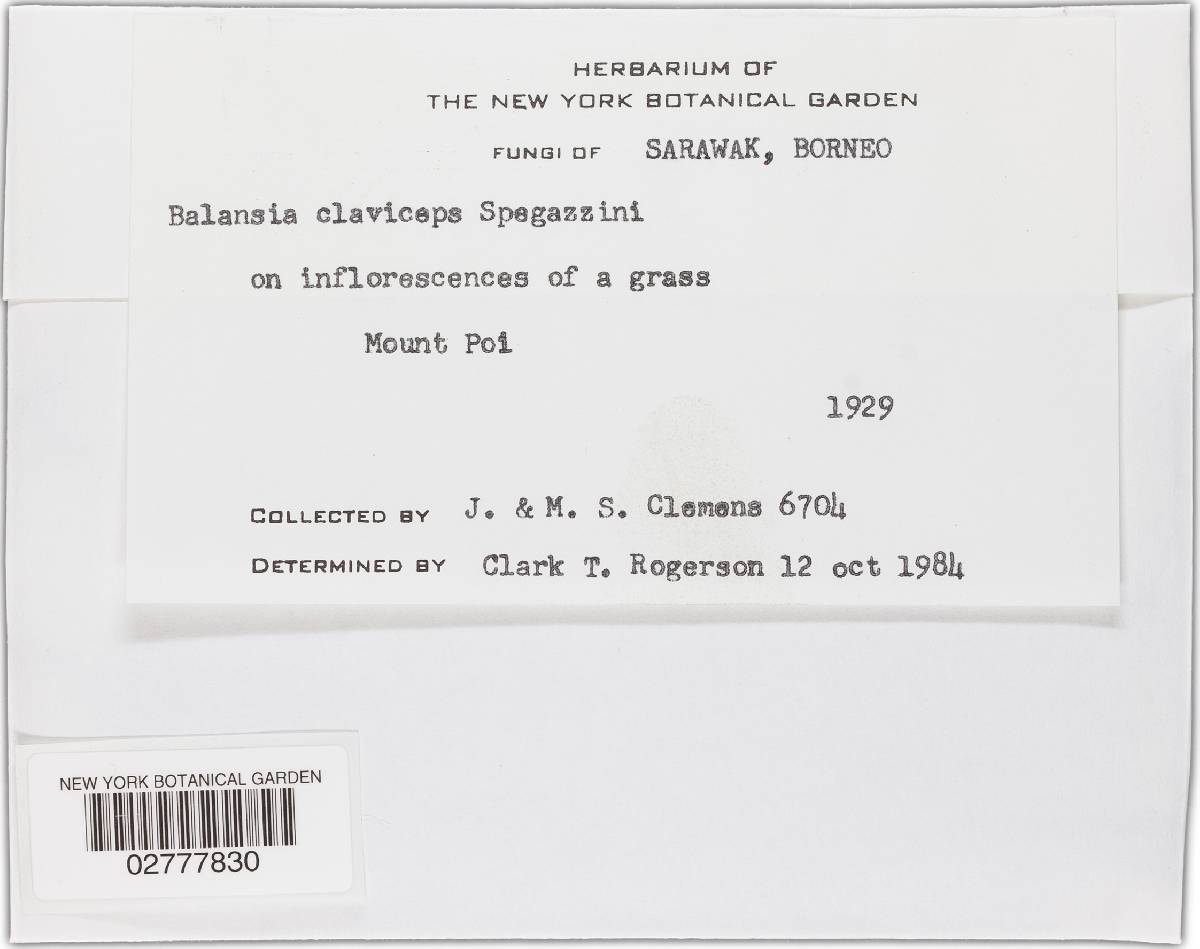 HERBARIUM OF
THE NEW YORK BOTANICAL GARDEN
FUNGI OF SARAWAK, BORNEO
Balansia claviceps Spegazzini
on inflorescences of a grass
Mount Poi
1929
COLLECTED BY J. & M. S. Clemens 6704
DETERMINED BY Clark T. Rogerson 12 oct 1984
NEW YORK BOTANICAL GARDEN
02777830